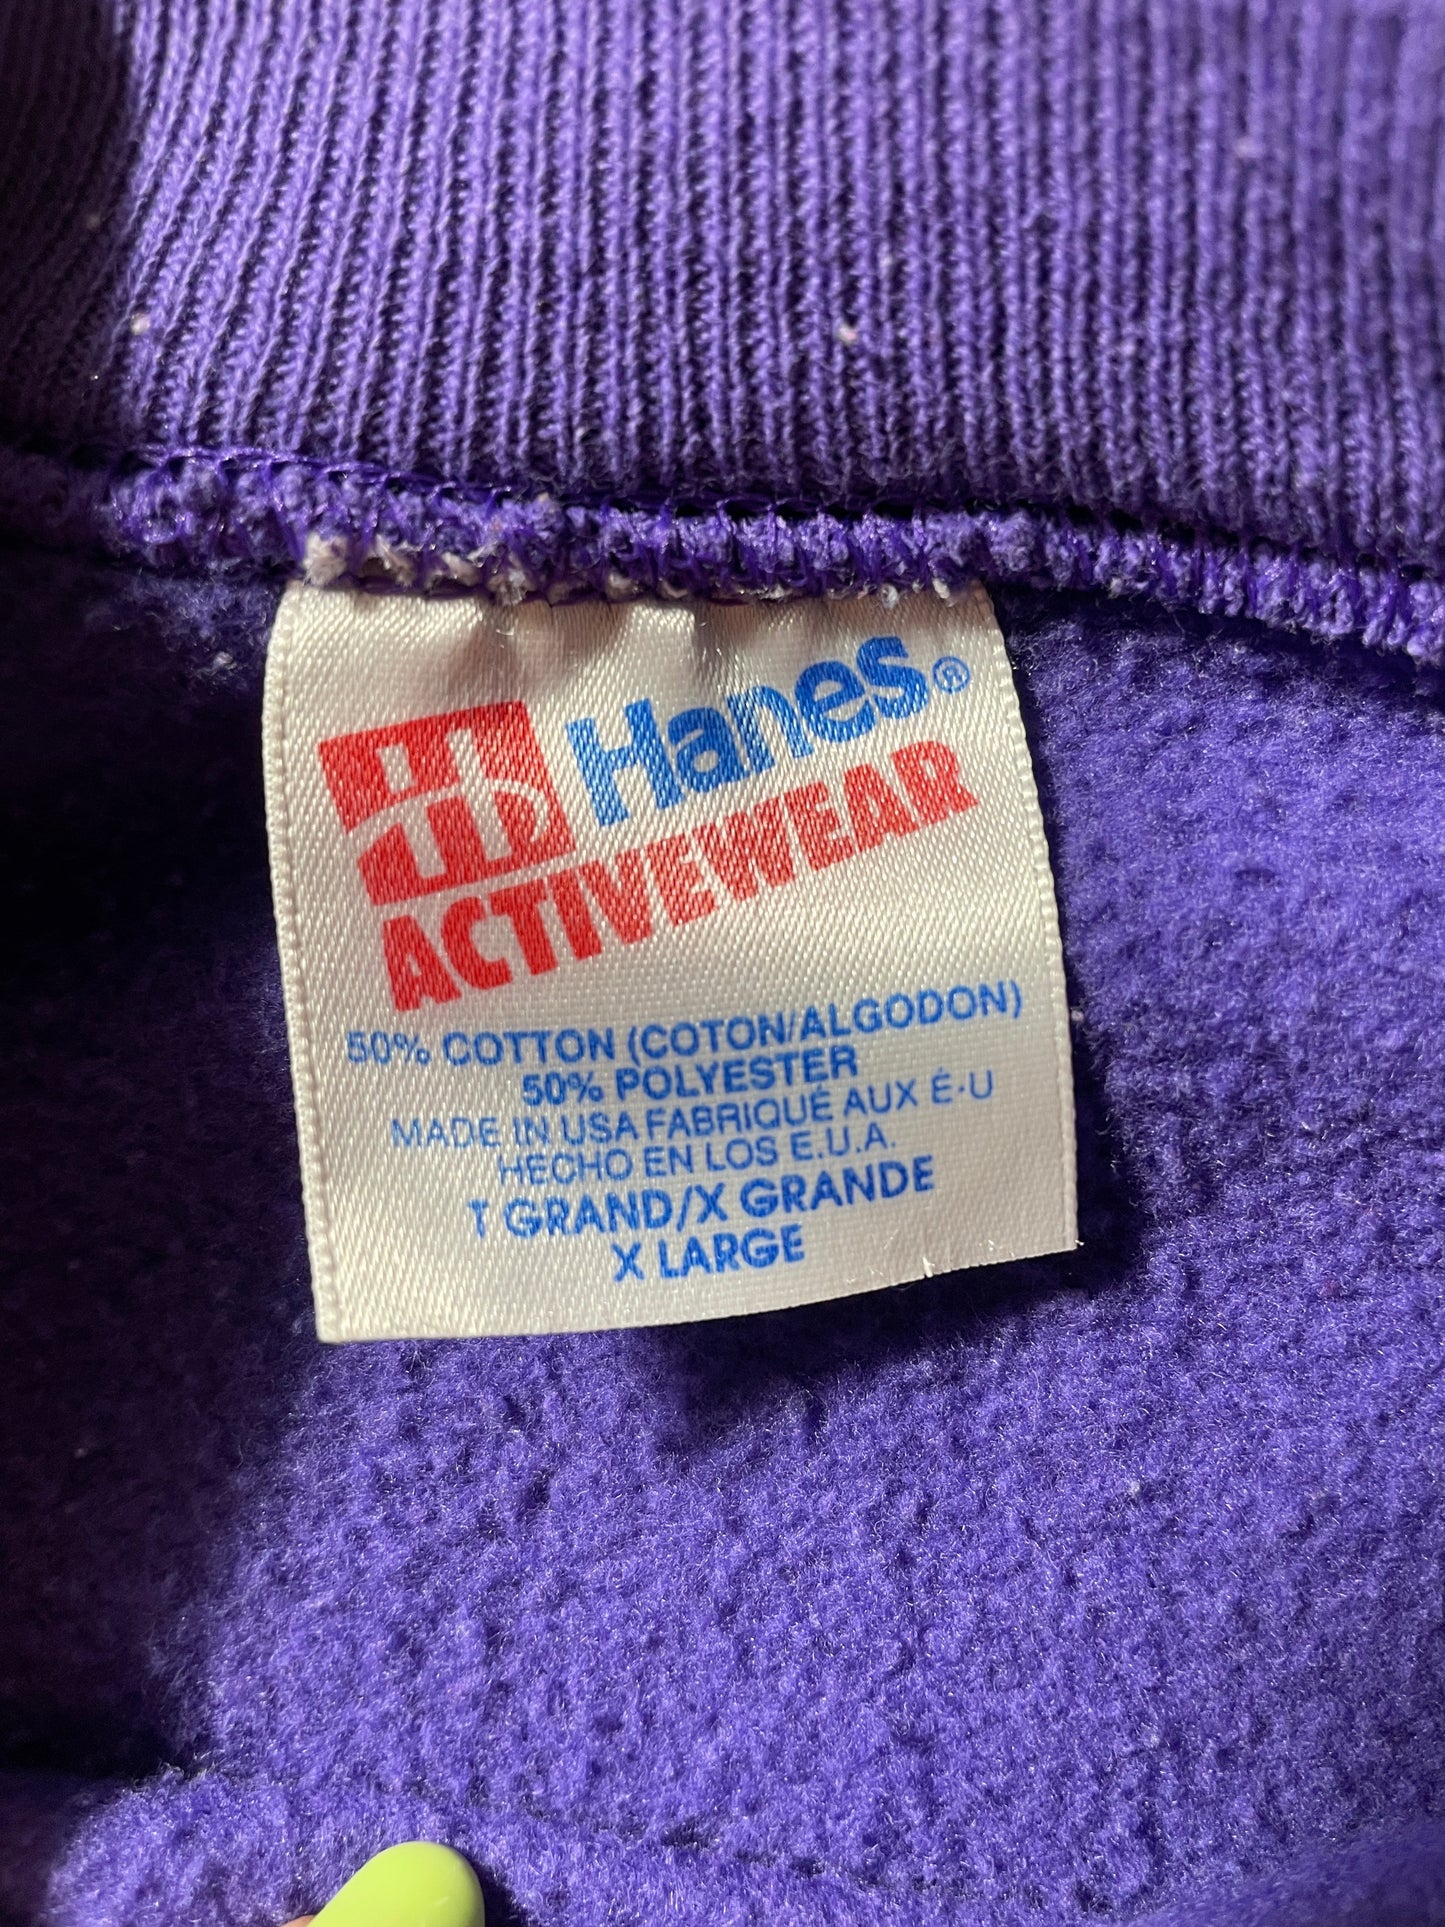 Hanes®
ACTIVEWEAR
50% COTTON (COTON/ALGODON)
50% POLYESTER
MADE IN USA FABRIQUÉ AUX É-U
HECHO EN LOS E.U.A.
T GRAND/X GRANDE
X LARGE